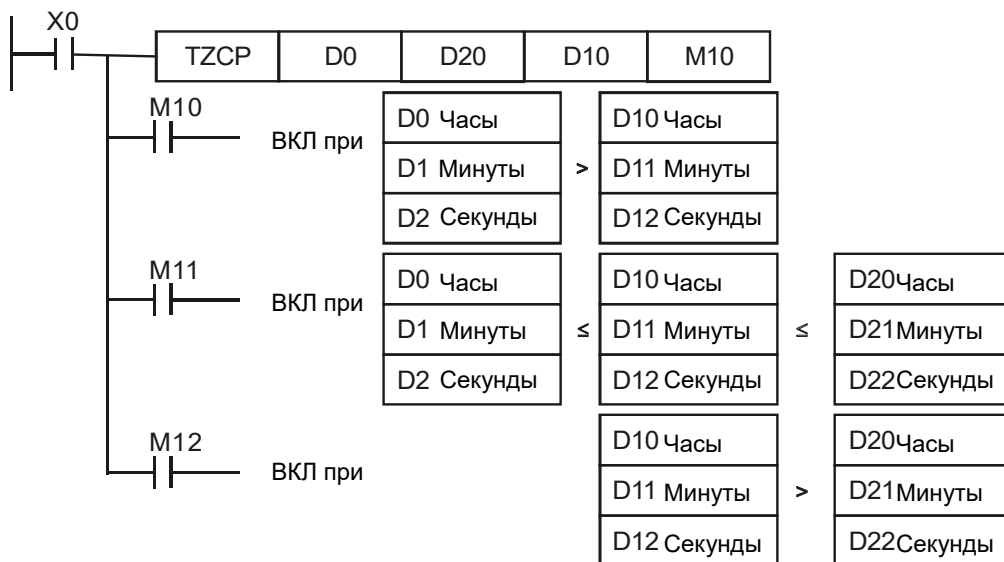 X0
TZCP D0 D20 D10 M10
M10
ВКЛ при
D0 Часы
D1 Минуты
D2 Секунды
>
D10 Часы
D11 Минуты
D12 Секунды
M11
ВКЛ при
D0 Часы
D1 Минуты
D2 Секунды
≤
D10 Часы
D11 Минуты
D12 Секунды
≤
D20Часы
D21Минуты
D22Секунды
M12
ВКЛ при
D10 Часы
D11 Минуты
D12 Секунды
>
D20Часы
D21Минуты
D22Секунды